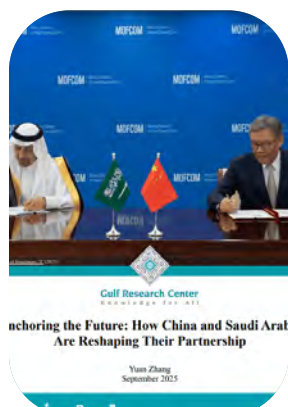 MOFCOM
MOFCOM
MOFCOM
MOFCOM
MOFCOM
MOFCOM
MOFCOM
Gulf Research Center
Knowledge for All
nchoring the Future: How China and Saudi Arab
Are Reshaping Their Partnership
Yuan Zhang
September 2025